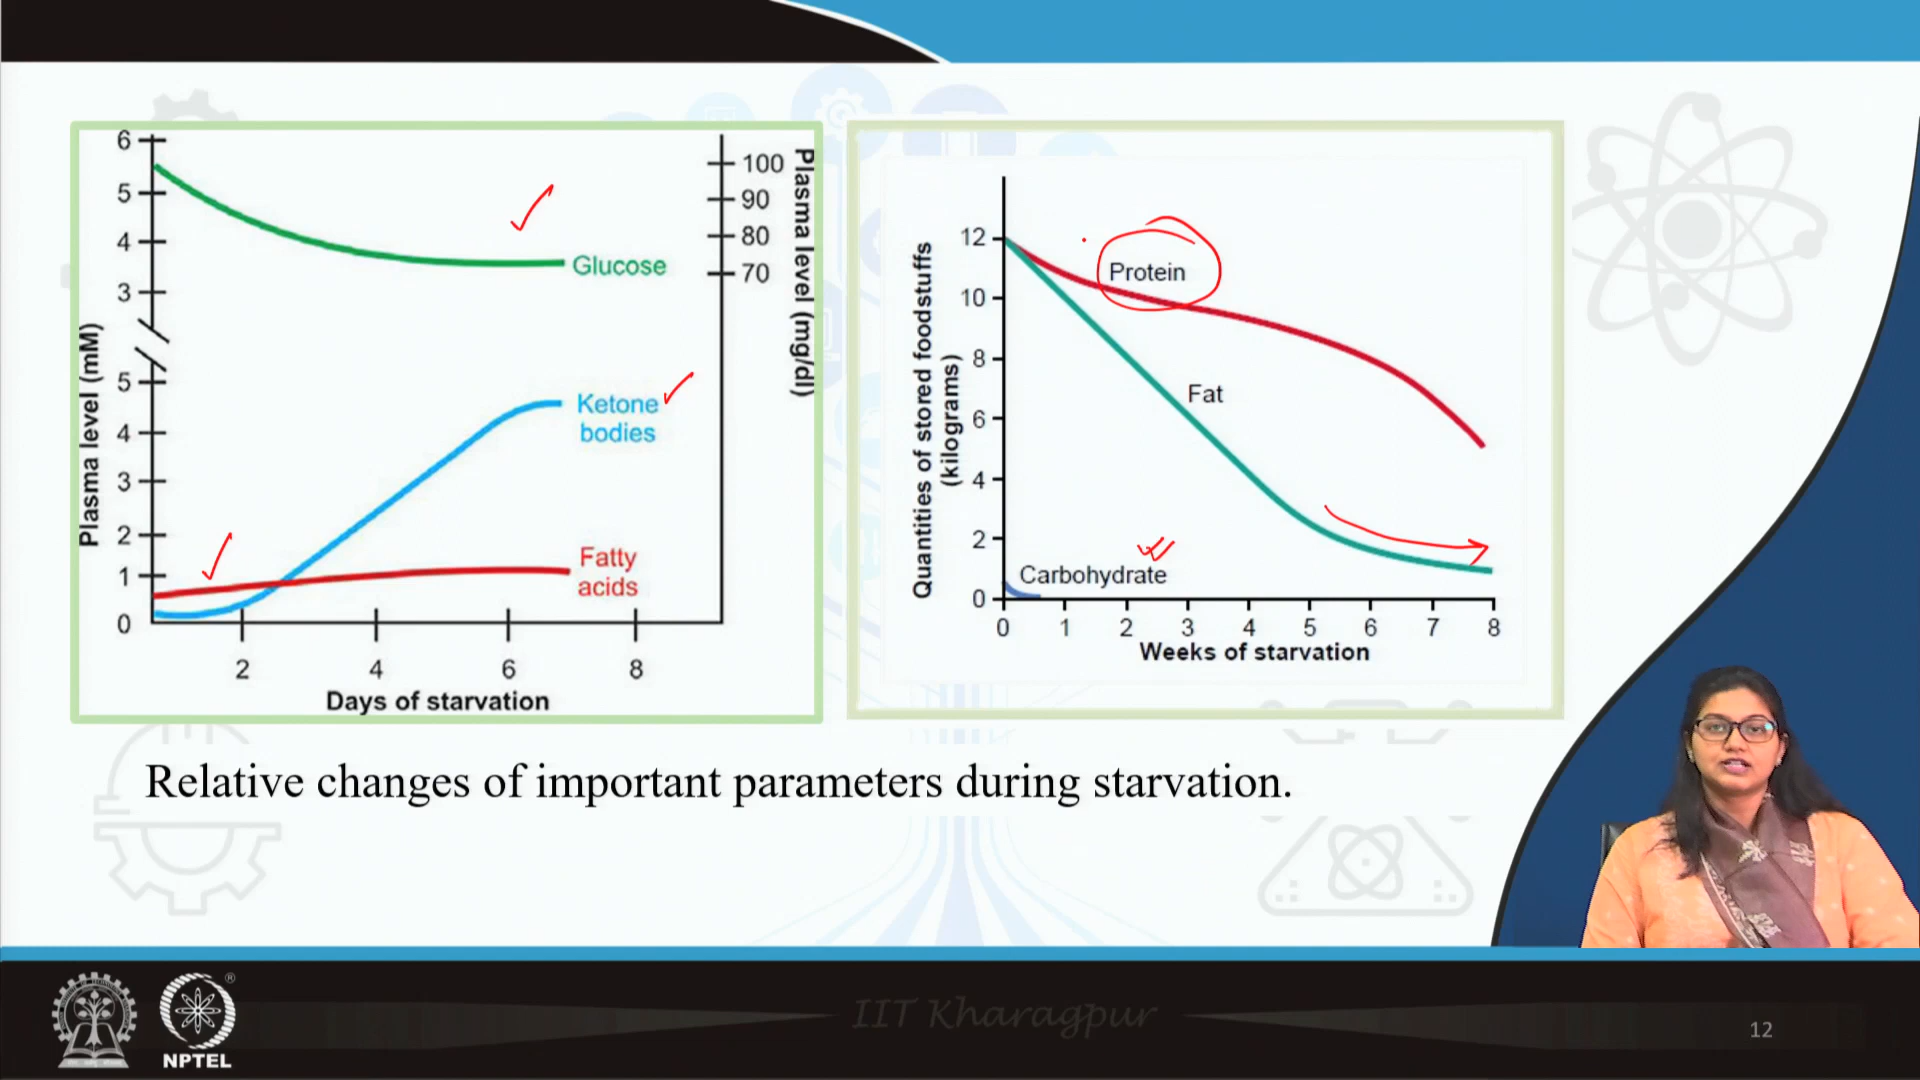 6
5
4
3
5
4
3
2
1
0
Plasma level (mM)
Glucose
Ketone
bodies
Fatty
acids
100
90
80
70
Plasma level (mg/dl)
2 4 6 8
Days of starvation
12
10
8
6
4
2
0
Quantities of stored foodstuffs
(kilograms)
Protein
Fat
Carbohydrate
0 1 2 3 4 5 6 7 8
Weeks of starvation
Relative changes of important parameters during starvation.
®
NPTEL
IIT Kharagpur
12